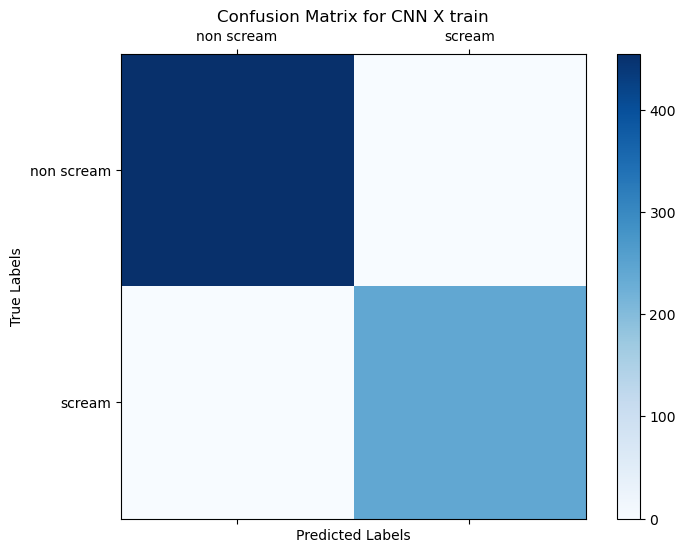 Confusion Matrix for CNN X train
non scream
scream
non scream
scream
True Labels
Predicted Labels
400
300
200
100
0